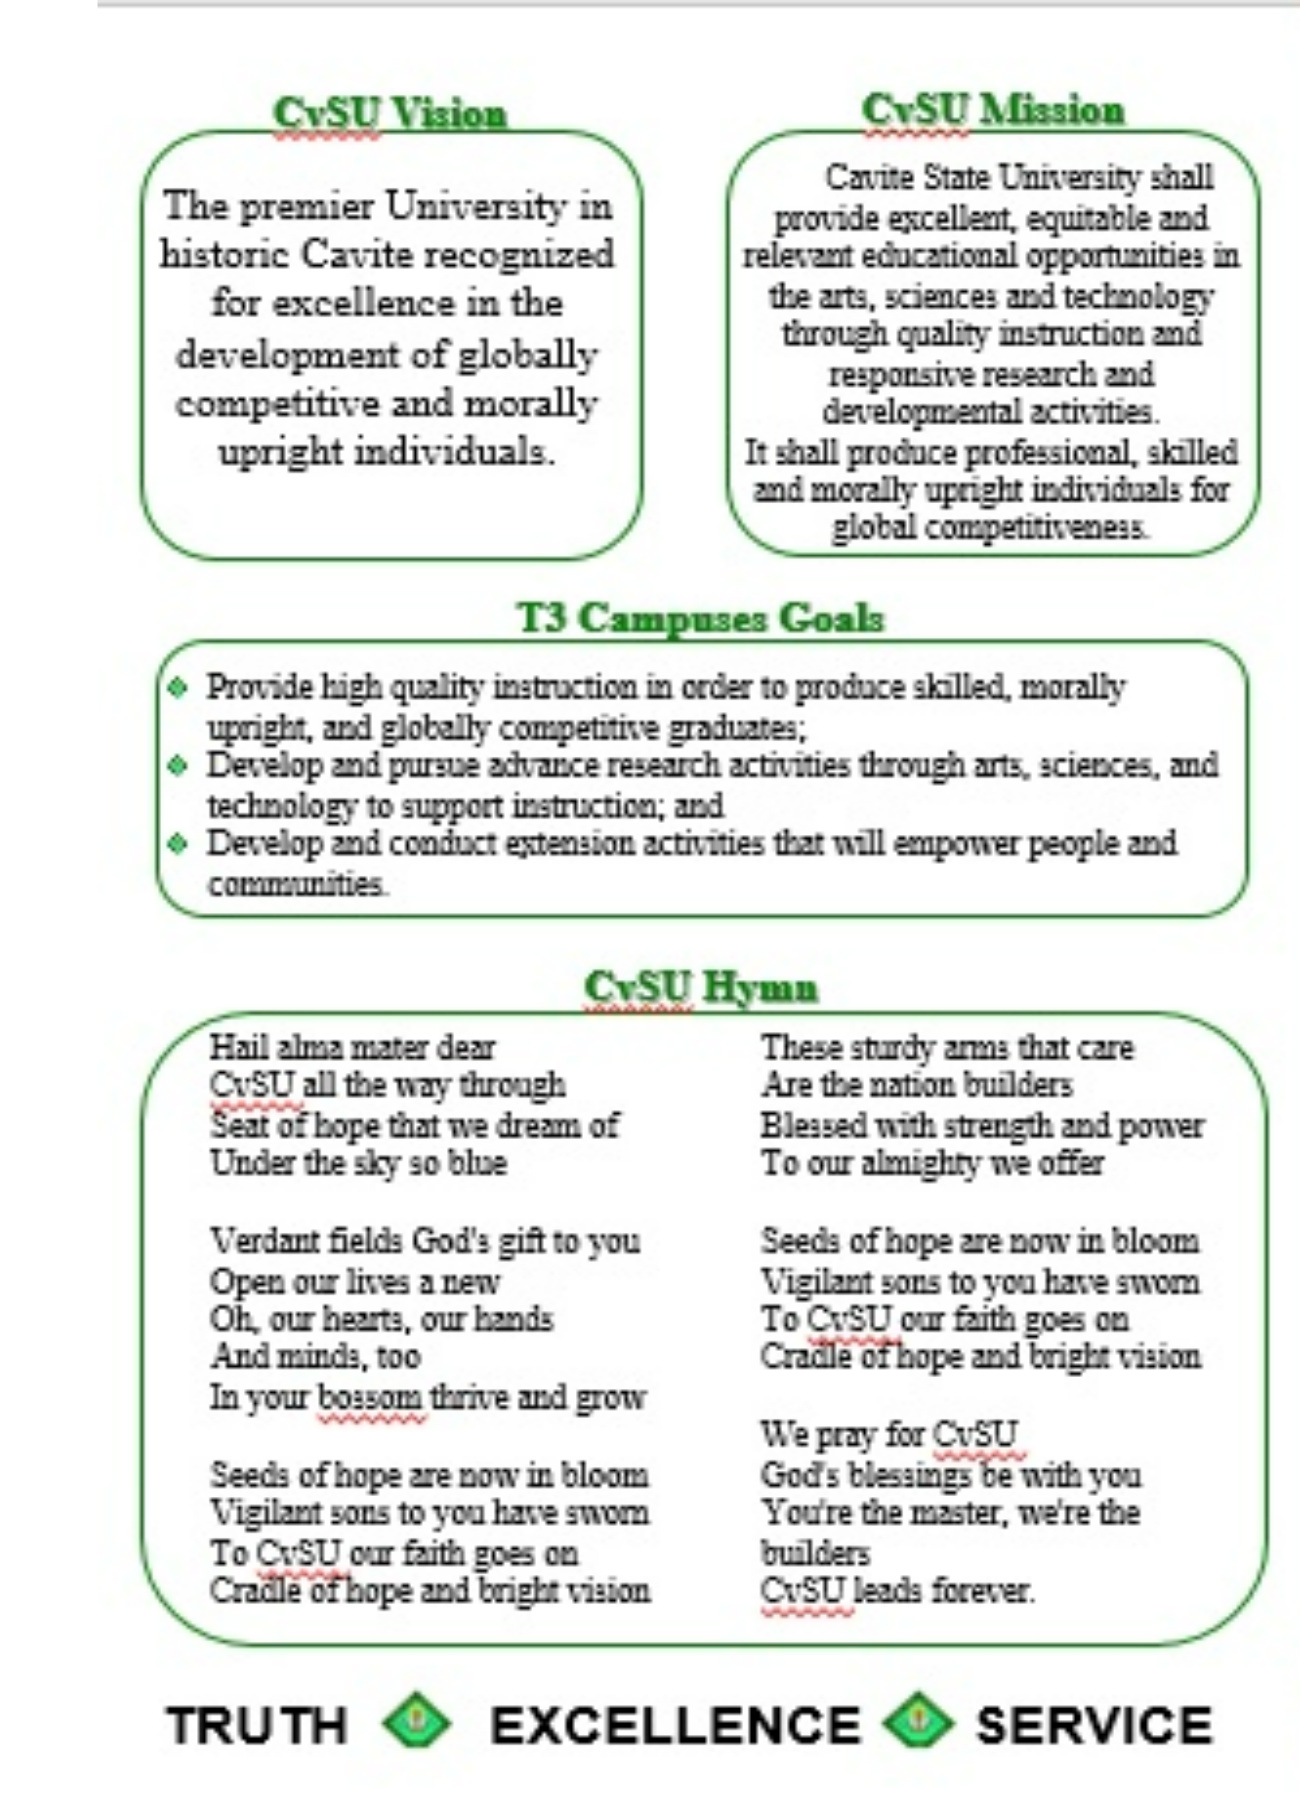 CvSU Vision
The premier University in
historic Cavite recognized
for excellence in the
development of globally
competitive and morally
upright individuals.
CvSU Mission
Cavite State University shall
provide excellent, equitable and
relevant educational opportunities in
the arts, sciences and technology
through quality instruction and
responsive research and
developmental activities.
It shall produce professional, skilled
and morally upright individuals for
global competitiveness.
T3 Campuses Goals
Provide high quality instruction in order to produce skilled, morally
upright, and globally competitive graduates;
Develop and pursue advance research activities through arts, sciences, and
technology to support instruction; and
Develop and conduct extension activities that will empower people and
communities.
CvSU Hymn
Hail alma mater dear
CvSU all the way through
Seat of hope that we dream of
Under the sky so blue
Verdant fields God's gift to you
Open our lives a new
Oh, our hearts, our hands
And minds, too
In your bossom thrive and grow
Seeds of hope are now in bloom
Vigilant sons to you have sworn
To CvSU our faith goes on
Cradle of hope and bright vision
These sturdy arms that care
Are the nation builders
Blessed with strength and power
To our almighty we offer
Seeds of hope are now in bloom
Vigilant sons to you have sworn
To CvSU our faith goes on
Cradle of hope and bright vision
We pray for CvSU
God's blessings be with you
You're the master, we're the
builders
CvSU leads forever.
TRUTH EXCELLENCE SERVICE